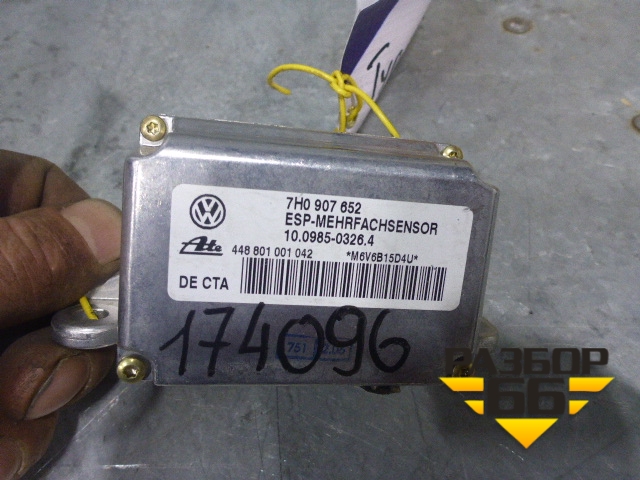 7H0 907 652
ESP-MEHRFACHSENSOR
10.0985-0326.4
Ate
448 801 001 042 *M6V6B15D4U*
DE CTA
174096
751
РАЗБОР
66